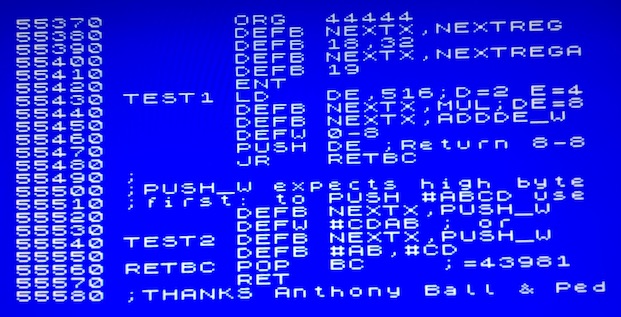 55370 ORG 44444
55380 DEFB NEXTX,NEXTREG
55390 DEFB 18,32
55400 DEFB NEXTX,NEXTREGA
55410 DEFB 19
55420 ENT
55430 TEST1 LD DE,516;D=2 E=4
55440 DEFB NEXTX,MUL;DE=8
55450 DEFB NEXTX,ADDDE_W
55460 DEFW 0-8
55470 PUSH DE ;Return 8-8
55480 JR RETBC
55490 ;
55500 ;PUSH_W expects high byte
55510 ;first: to PUSH #ABCD use
55520 DEFB NEXTX,PUSH_W
55530 DEFW #CDAB ; or
55540 TEST2 DEFB NEXTX,PUSH_W
55550 DEFB #AB,#CD
55560 RETBC POP BC ;=43981
55570 RET
55580 ;THANKS Anthony Ball & Ped